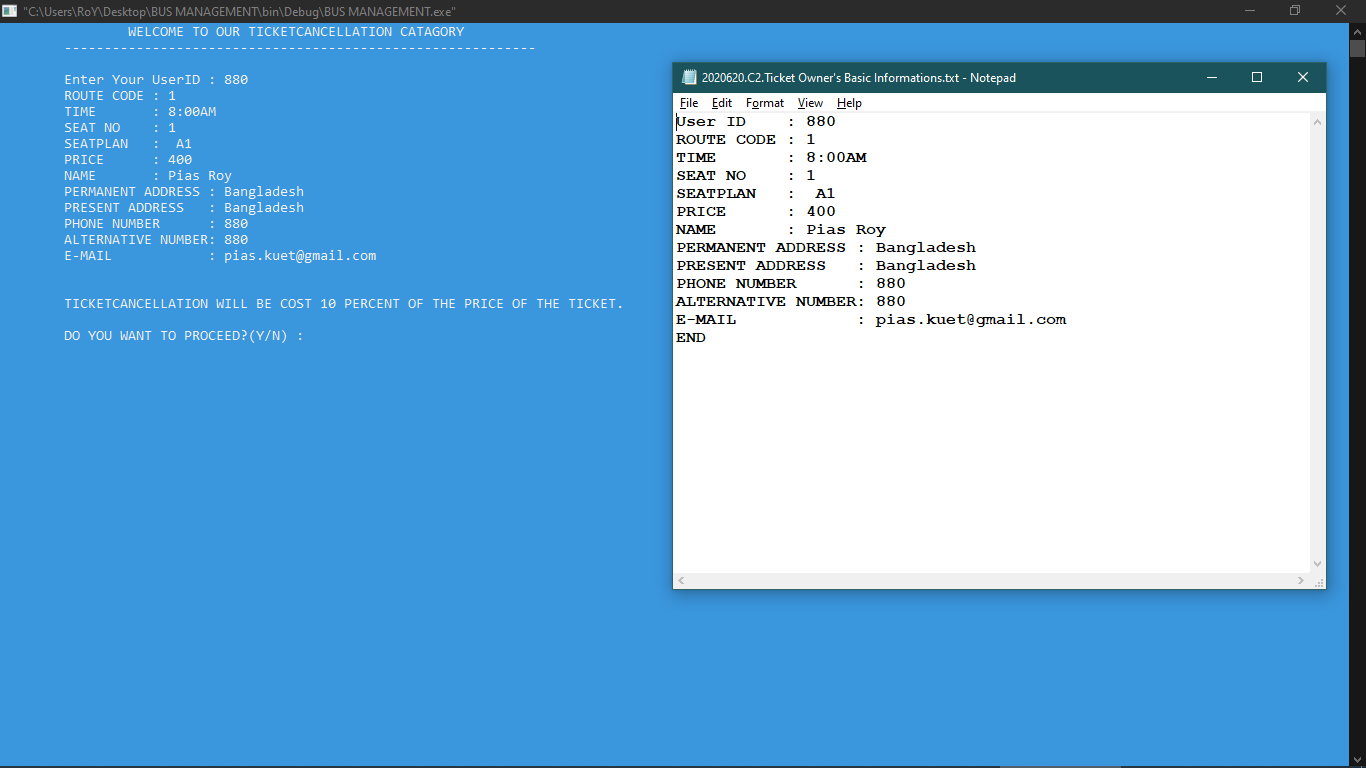 "C:\Users\RoY\Desktop\BUS MANAGEMENT\bin\Debug\BUS MANAGEMENT.exe"
WELCOME TO OUR TICKETCANCELLATION CATAGORY
-----------------------------------------------------------
Enter Your UserID : 880
ROUTE CODE : 1
TIME       : 8:00AM
SEAT NO    : 1
SEATPLAN   :  A1
PRICE      : 400
NAME       : Pias Roy
PERMANENT ADDRESS : Bangladesh
PRESENT ADDRESS   : Bangladesh
PHONE NUMBER      : 880
ALTERNATIVE NUMBER: 880
E-MAIL            : pias.kuet@gmail.com
TICKETCANCELLATION WILL BE COST 10 PERCENT OF THE PRICE OF THE TICKET.
DO YOU WANT TO PROCEED?(Y/N) :
2020620.C2.Ticket Owner's Basic Informations.txt - Notepad
File Edit Format View Help
User ID    : 880
ROUTE CODE : 1
TIME       : 8:00AM
SEAT NO    : 1
SEATPLAN   :  A1
PRICE      : 400
NAME       : Pias Roy
PERMANENT ADDRESS : Bangladesh
PRESENT ADDRESS   : Bangladesh
PHONE NUMBER      : 880
ALTERNATIVE NUMBER: 880
E-MAIL            : pias.kuet@gmail.com
END